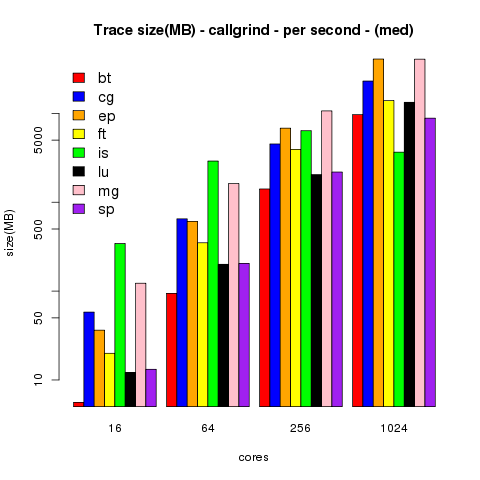 Trace size(MB) - callgrind - per second - (med)
bt
cg
ep
ft
is
lu
mg
sp
size(MB)
5000
500
50
10
16 64 256 1024
cores